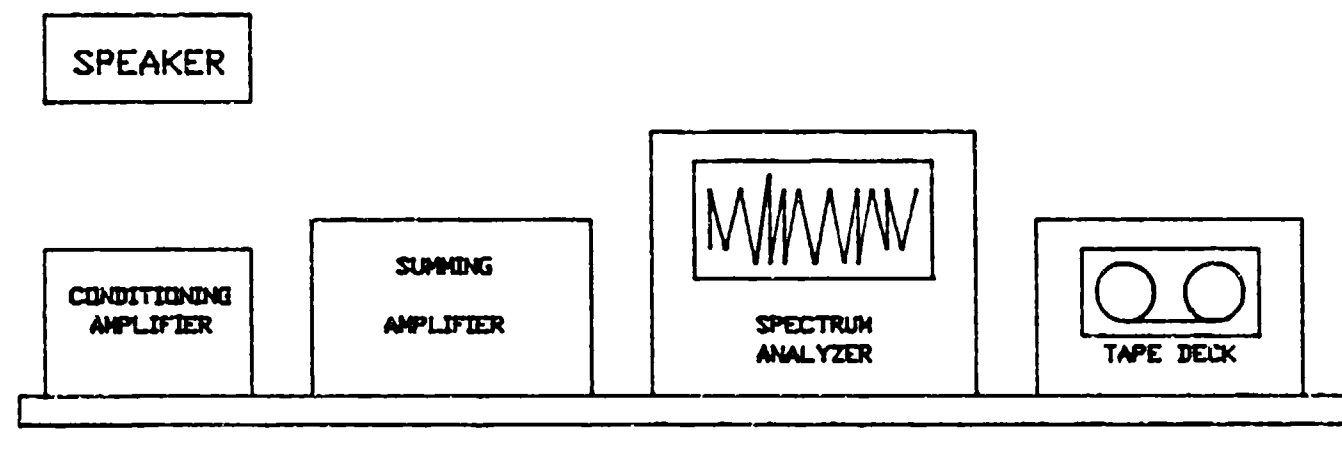 SPEAKER
CONDITIONING
AMPLIFIER
SUMMING
AMPLIFIER
SPECTRUM
ANALYZER
TAPE DECK